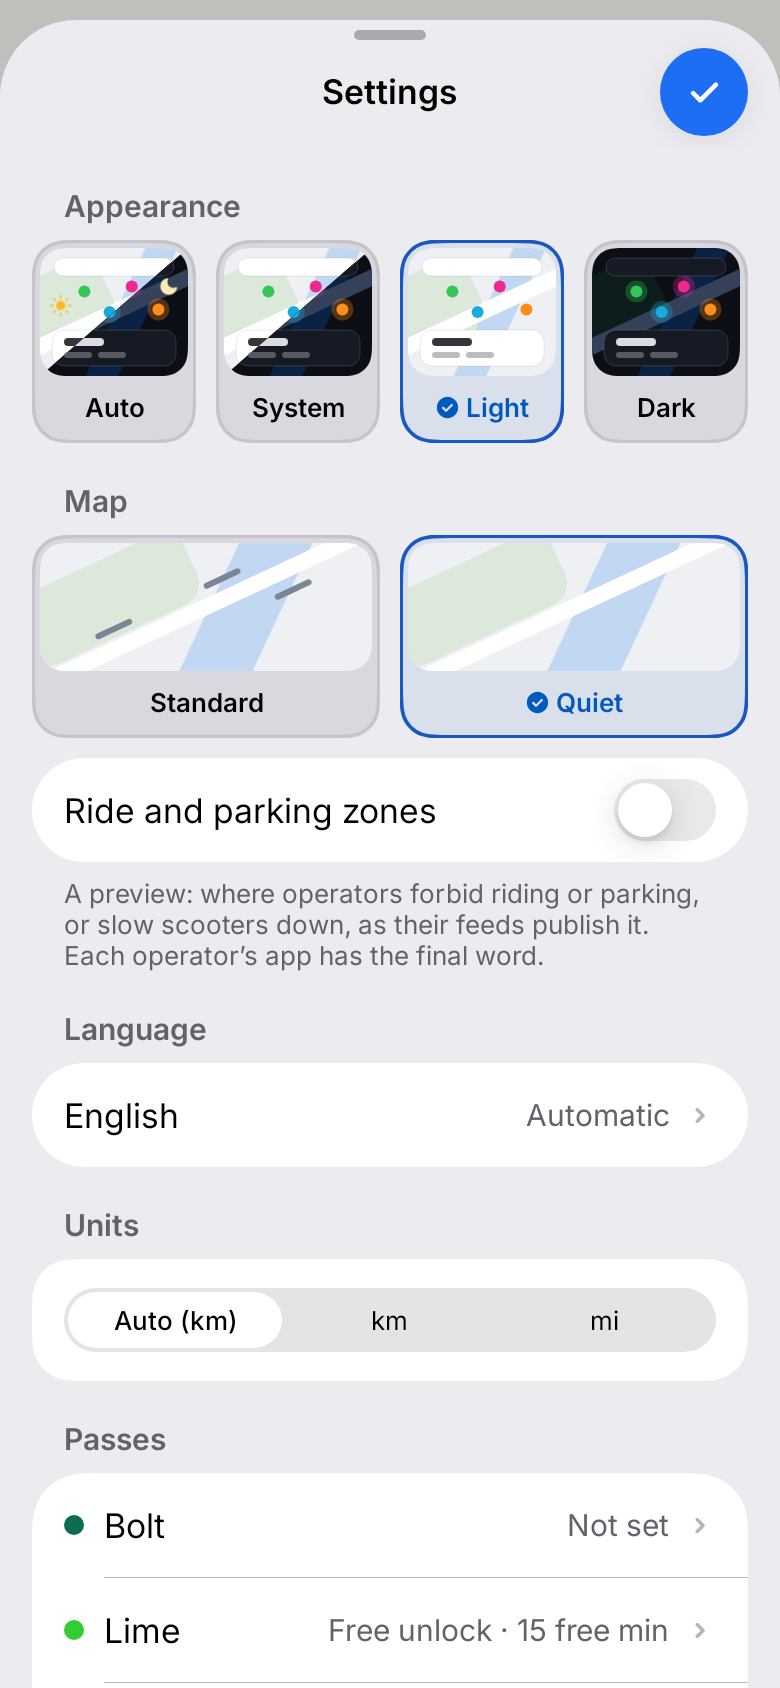 Settings
Appearance
Auto
System
Light
Dark
Map
Standard
Quiet
Ride and parking zones
A preview: where operators forbid riding or parking,
or slow scooters down, as their feeds publish it.
Each operator’s app has the final word.
Language
English Automatic
Units
Auto (km) km mi
Passes
Bolt Not set
Lime Free unlock · 15 free min